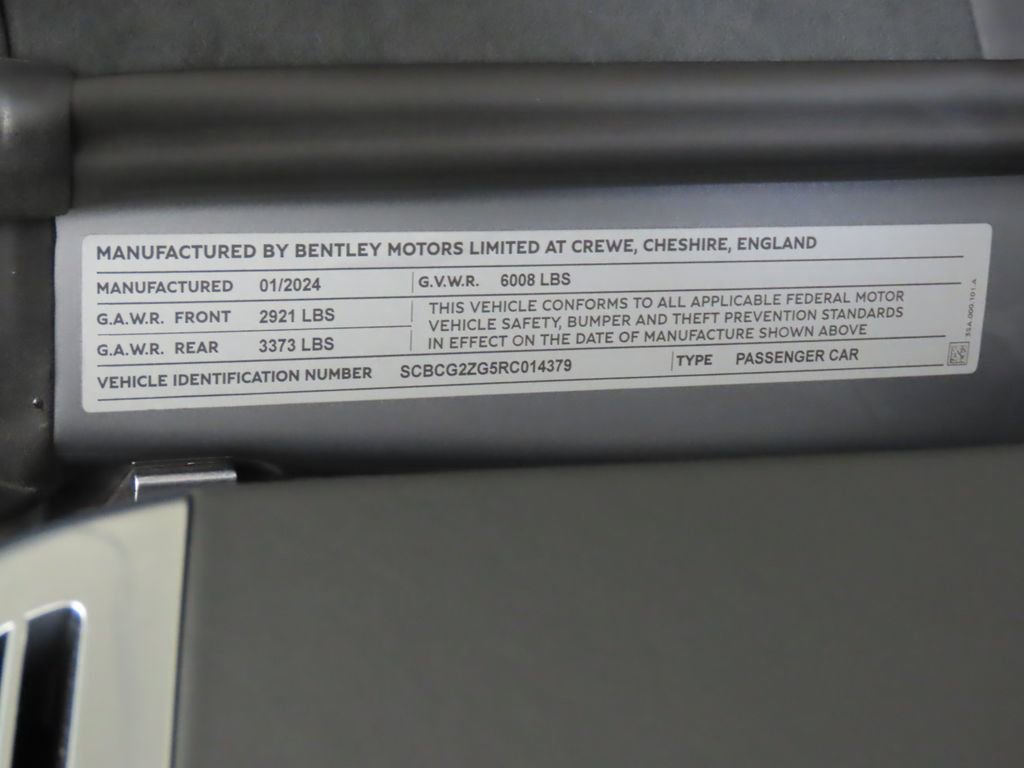 MANUFACTURED BY BENTLEY MOTORS LIMITED AT CREWE, CHESHIRE, ENGLAND
MANUFACTURED 01/2024 G.V.W.R. 6008 LBS
G.A.W.R. FRONT 2921 LBS
G.A.W.R. REAR 3373 LBS
THIS VEHICLE CONFORMS TO ALL APPLICABLE FEDERAL MOTOR
VEHICLE SAFETY, BUMPER AND THEFT PREVENTION STANDARDS
IN EFFECT ON THE DATE OF MANUFACTURE SHOWN ABOVE
VEHICLE IDENTIFICATION NUMBER SCBCG2ZG5RC014379 TYPE PASSENGER CAR